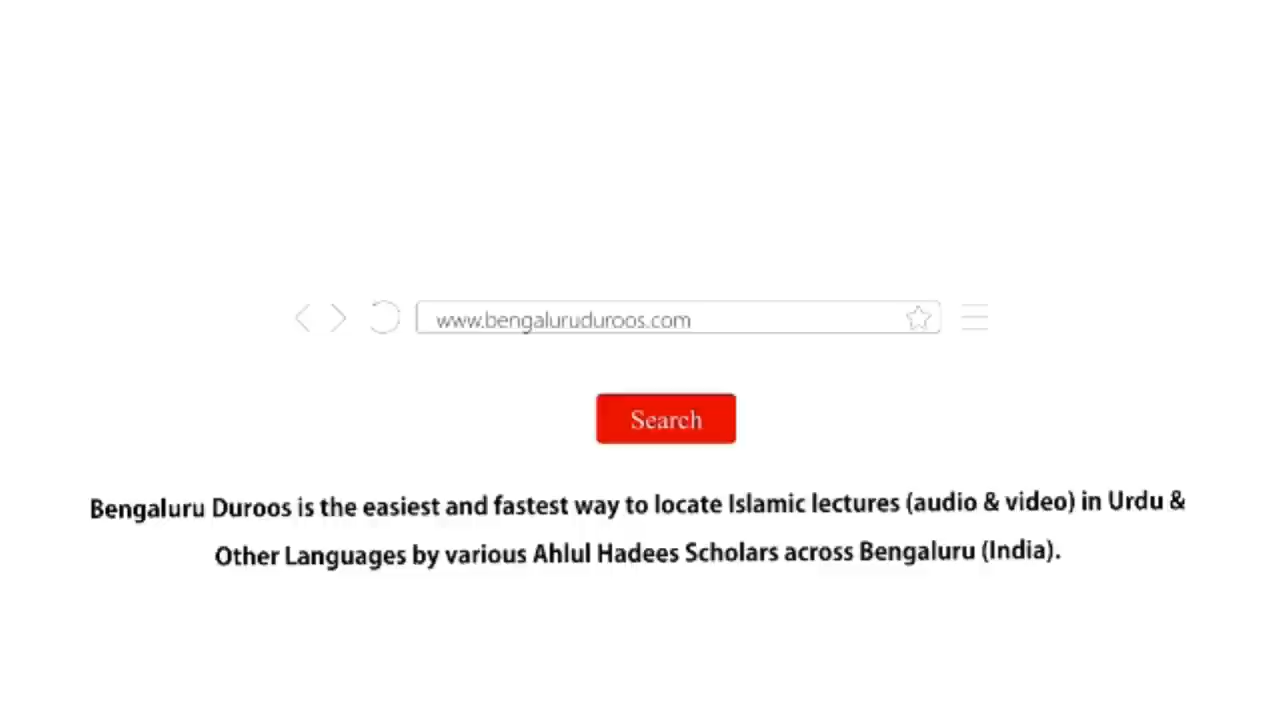 www.bengaluruduroos.com
Search
Bengaluru Duroos is the easiest and fastest way to locate Islamic lectures (audio & video) in Urdu &
Other Languages by various Ahlul Hadees Scholars across Bengaluru (India).